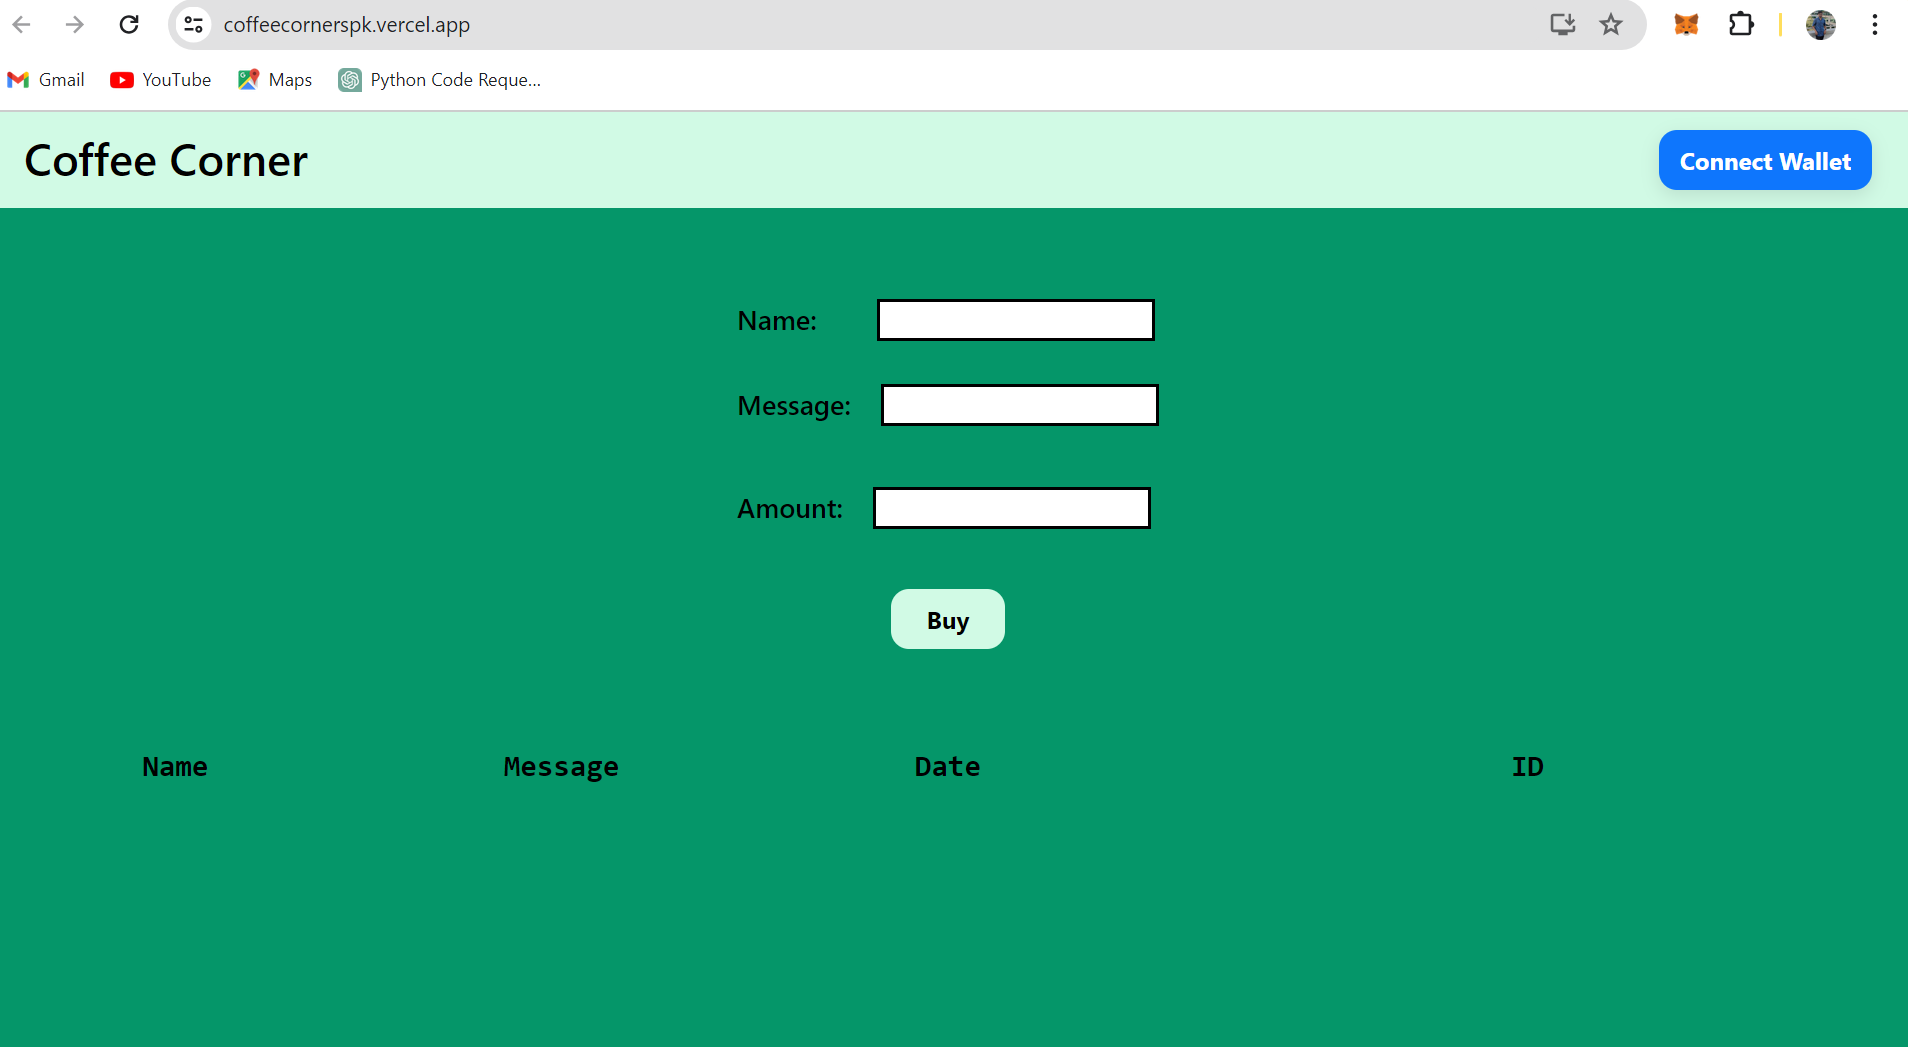 coffeecornerspk.vercel.app
Gmail YouTube Maps Python Code Reque...
Coffee Corner Connect Wallet
Name:
Message:
Amount:
Buy
Name Message Date ID